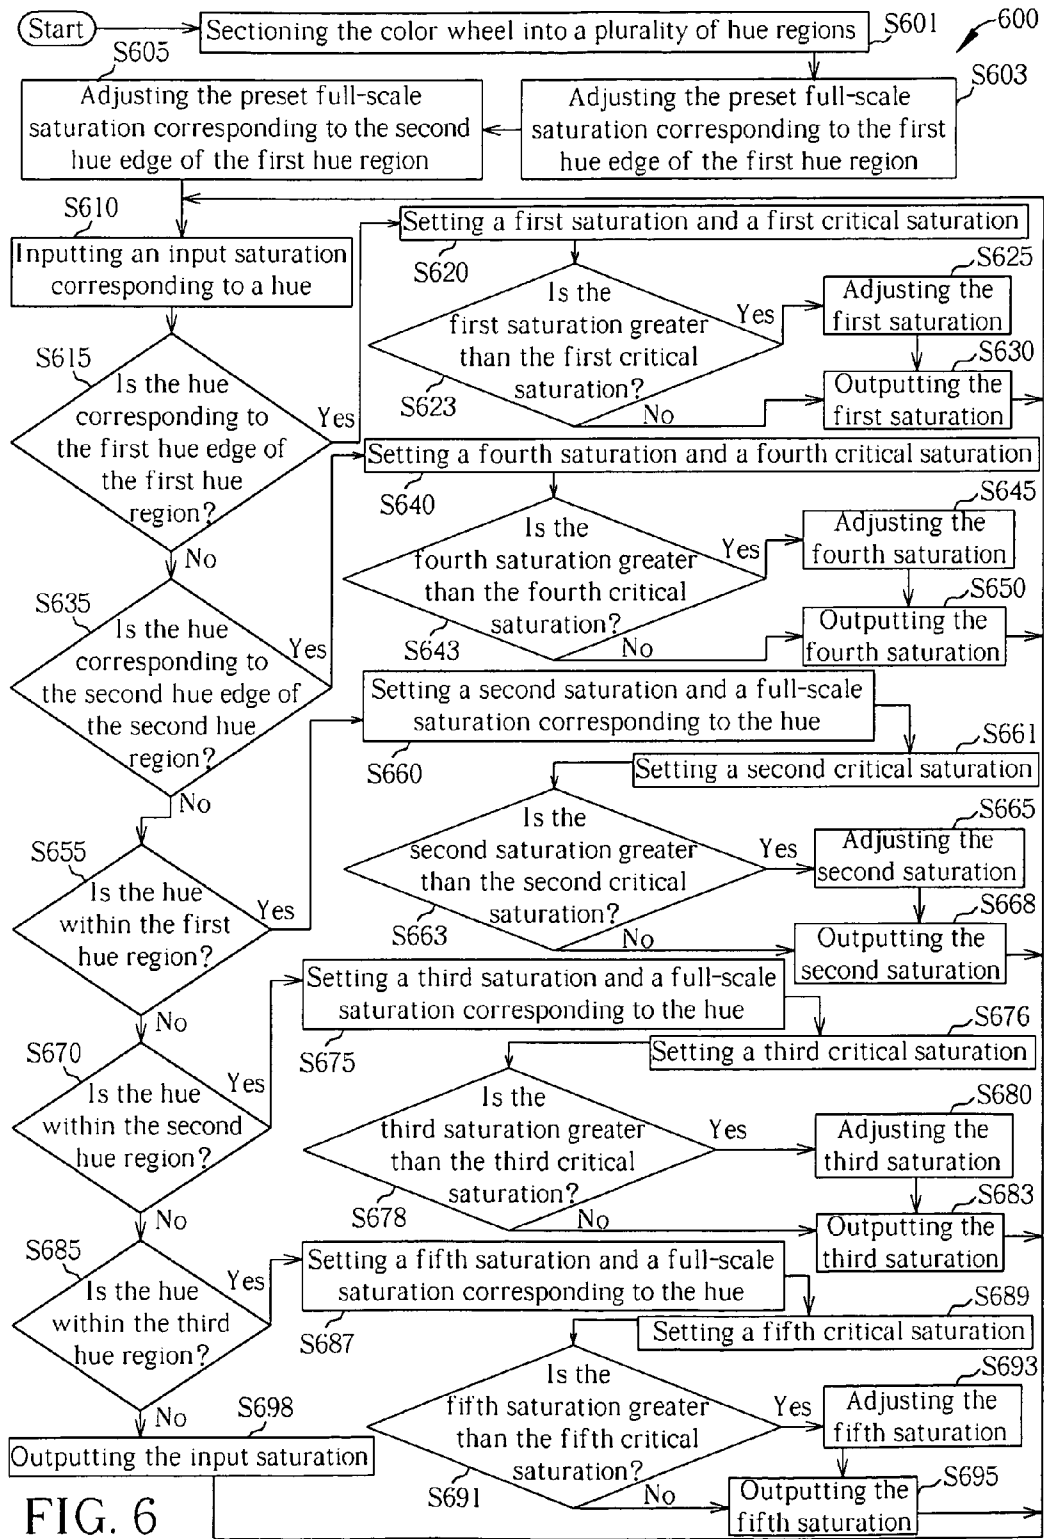 Start
Sectioning the color wheel into a plurality of hue regions
S601
600
S605
Adjusting the preset full-scale
saturation corresponding to the second
hue edge of the first hue region
S603
Adjusting the preset full-scale
saturation corresponding to the first
hue edge of the first hue region
S610
Inputting an input saturation
corresponding to a hue
Setting a first saturation and a first critical saturation
S620
Is the
first saturation greater
than the first critical
saturation?
S623
Yes
No
S625
Adjusting the
first saturation
S630
Outputting the
first saturation
S615
Is the hue
corresponding to
the first hue edge of
the first hue
region?
Yes
No
Setting a fourth saturation and a fourth critical saturation
S640
Is the
fourth saturation greater
than the fourth critical
saturation?
S643
Yes
No
S645
Adjusting the
fourth saturation
S650
Outputting the
fourth saturation
S635
Is the hue
corresponding to
the second hue edge of
the second hue
region?
Yes
No
Setting a second saturation and a full-scale
saturation corresponding to the hue
S660
S661
Setting a second critical saturation
Is the
second saturation greater
than the second critical
saturation?
S663
Yes
No
S665
Adjusting the
second saturation
S668
Outputting the
second saturation
S655
Is the hue
within the first
hue region?
Yes
No
Setting a third saturation and a full-scale
saturation corresponding to the hue
S675
S676
Setting a third critical saturation
Is the
third saturation greater
than the third critical
saturation?
S678
Yes
No
S680
Adjusting the
third saturation
S683
Outputting the
third saturation
S670
Is the hue
within the second
hue region?
Yes
No
Setting a fifth saturation and a full-scale
saturation corresponding to the hue
S687
S689
Setting a fifth critical saturation
Is the
fifth saturation greater
than the fifth critical
saturation?
S691
Yes
No
S693
Adjusting the
fifth saturation
S695
Outputting the
fifth saturation
S685
Is the hue
within the third
hue region?
Yes
No
S698
Outputting the input saturation
FIG. 6